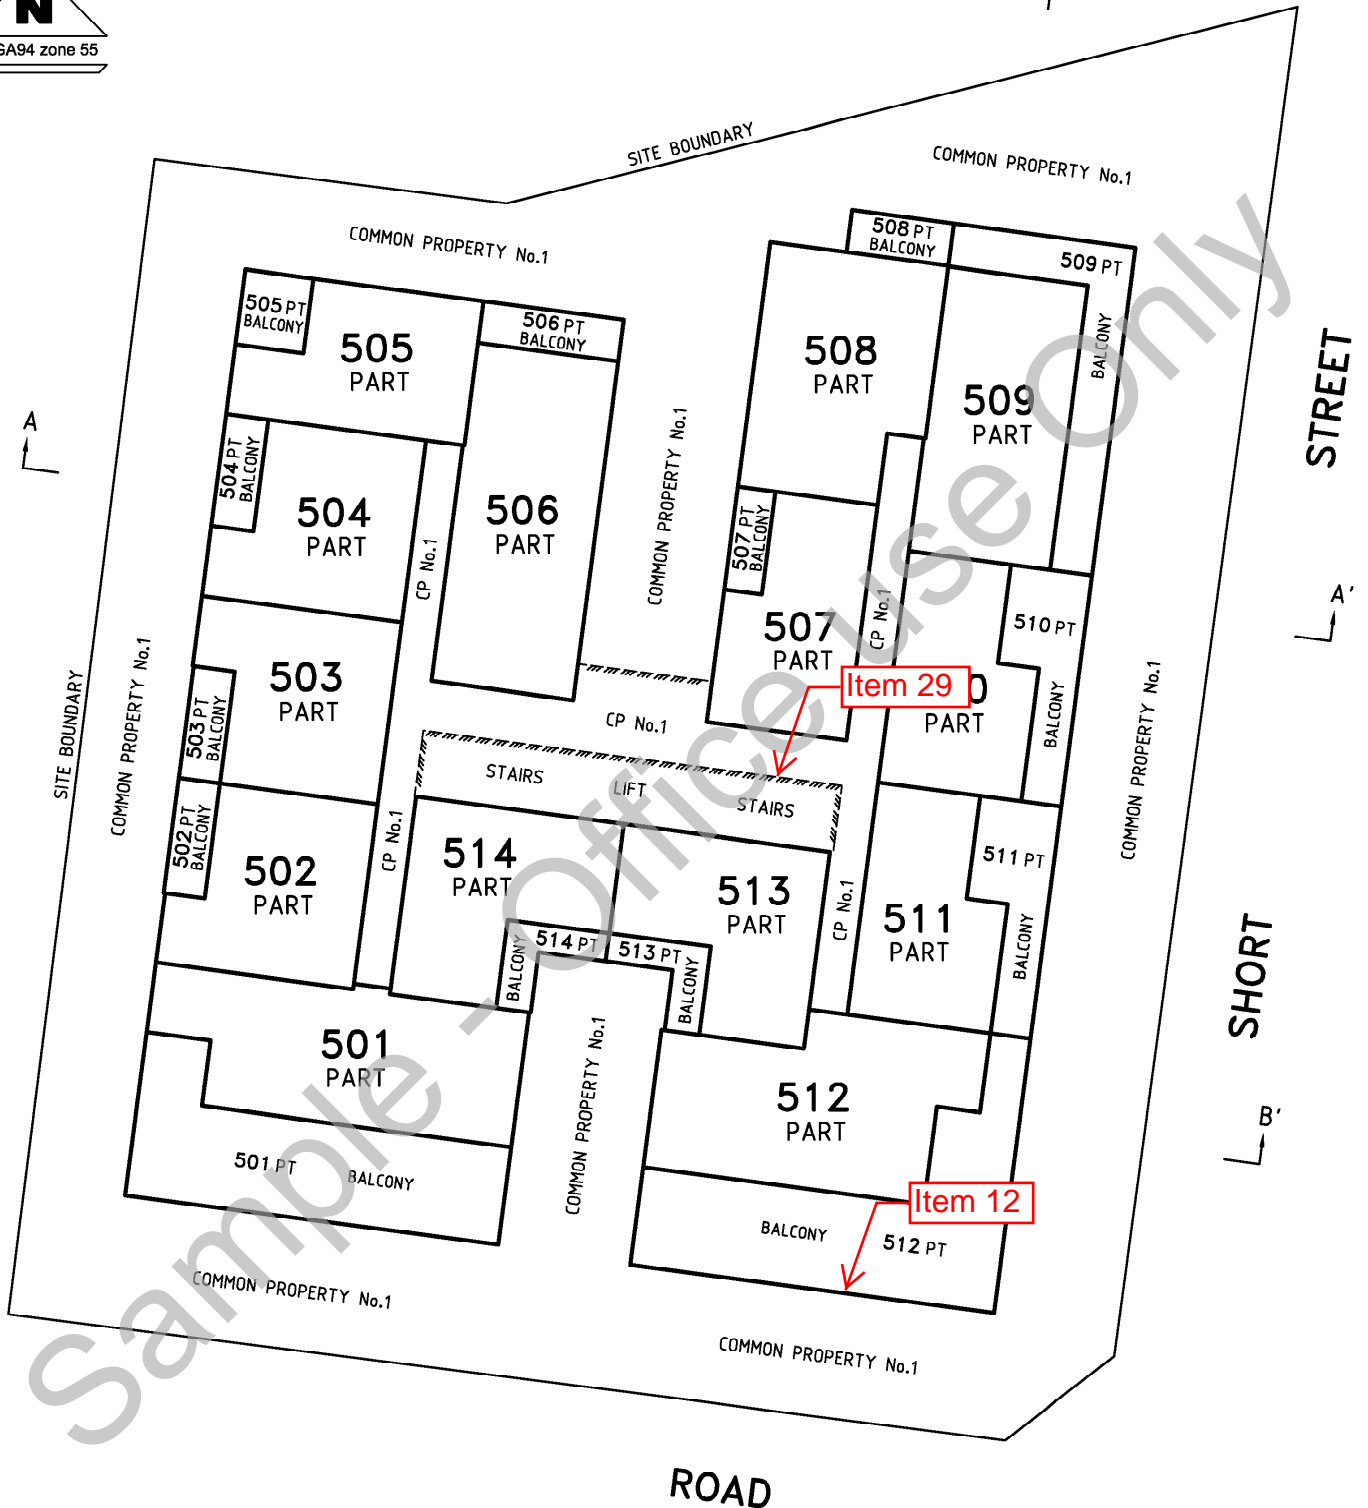 N
GA94 zone 55
SITE BOUNDARY
COMMON PROPERTY No.1
COMMON PROPERTY No.1
508 PT
BALCONY
509 PT
BALCONY
505 PT
BALCONY
506 PT
BALCONY
505
PART
508
PART
509
PART
STREET
A
504 PT
BALCONY
504
PART
506
PART
COMMON PROPERTY No.1
507 PT
BALCONY
CP No.1
CP No.1
A'
507
PART
510 PT
BALCONY
PART
Item 29
503
PART
503 PT
BALCONY
SITE BOUNDARY
COMMON PROPERTY No.1
COMMON PROPERTY No.1
CP No.1
STAIRS
LIFT
STAIRS
502 PT
BALCONY
502
PART
CP No.1
514
PART
513
PART
CP No.1
511 PT
BALCONY
511
PART
514 PT
BALCONY
513 PT
BALCONY
SHORT
501
PART
COMMON PROPERTY No.1
512
PART
B'
501 PT
BALCONY
Item 12
BALCONY
512 PT
COMMON PROPERTY No.1
COMMON PROPERTY No.1
ROAD
Sample - Office use Only